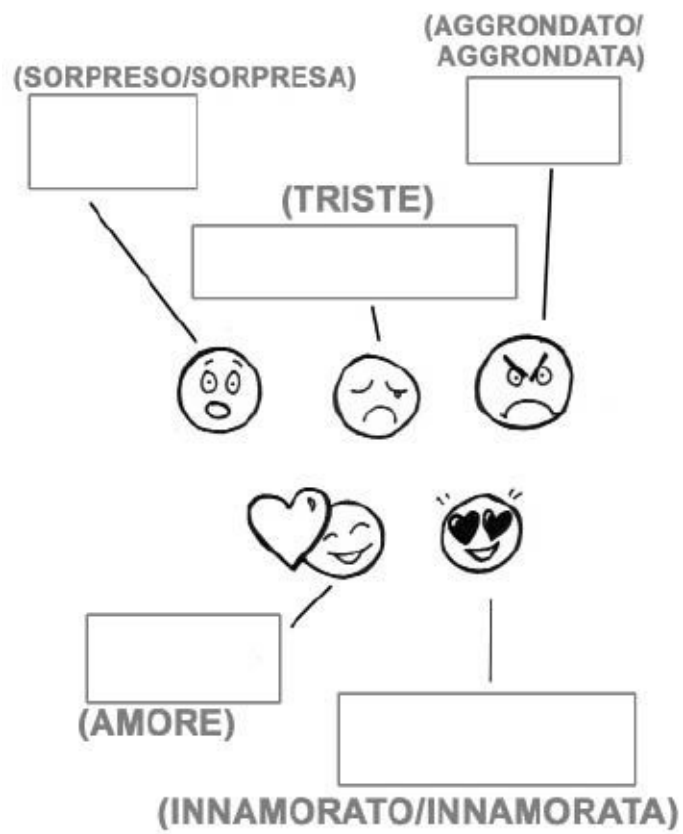 (AGGRONDATO/
AGGRONDATA)
(SORPRESO/SORPRESA)
(TRISTE)
(AMORE)
(INNAMORATO/INNAMORATA)